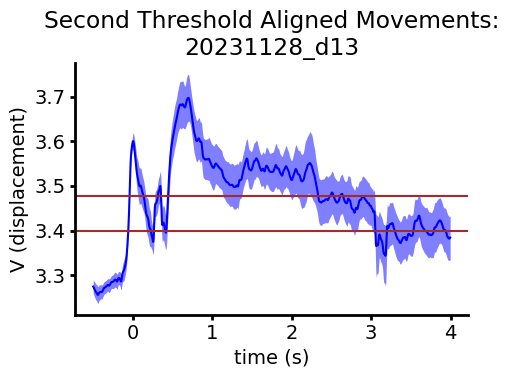 Second Threshold Aligned Movements:
20231128_d13
V (displacement)
3.7
3.6
3.5
3.4
3.3
0
1
2
3
4
time (s)